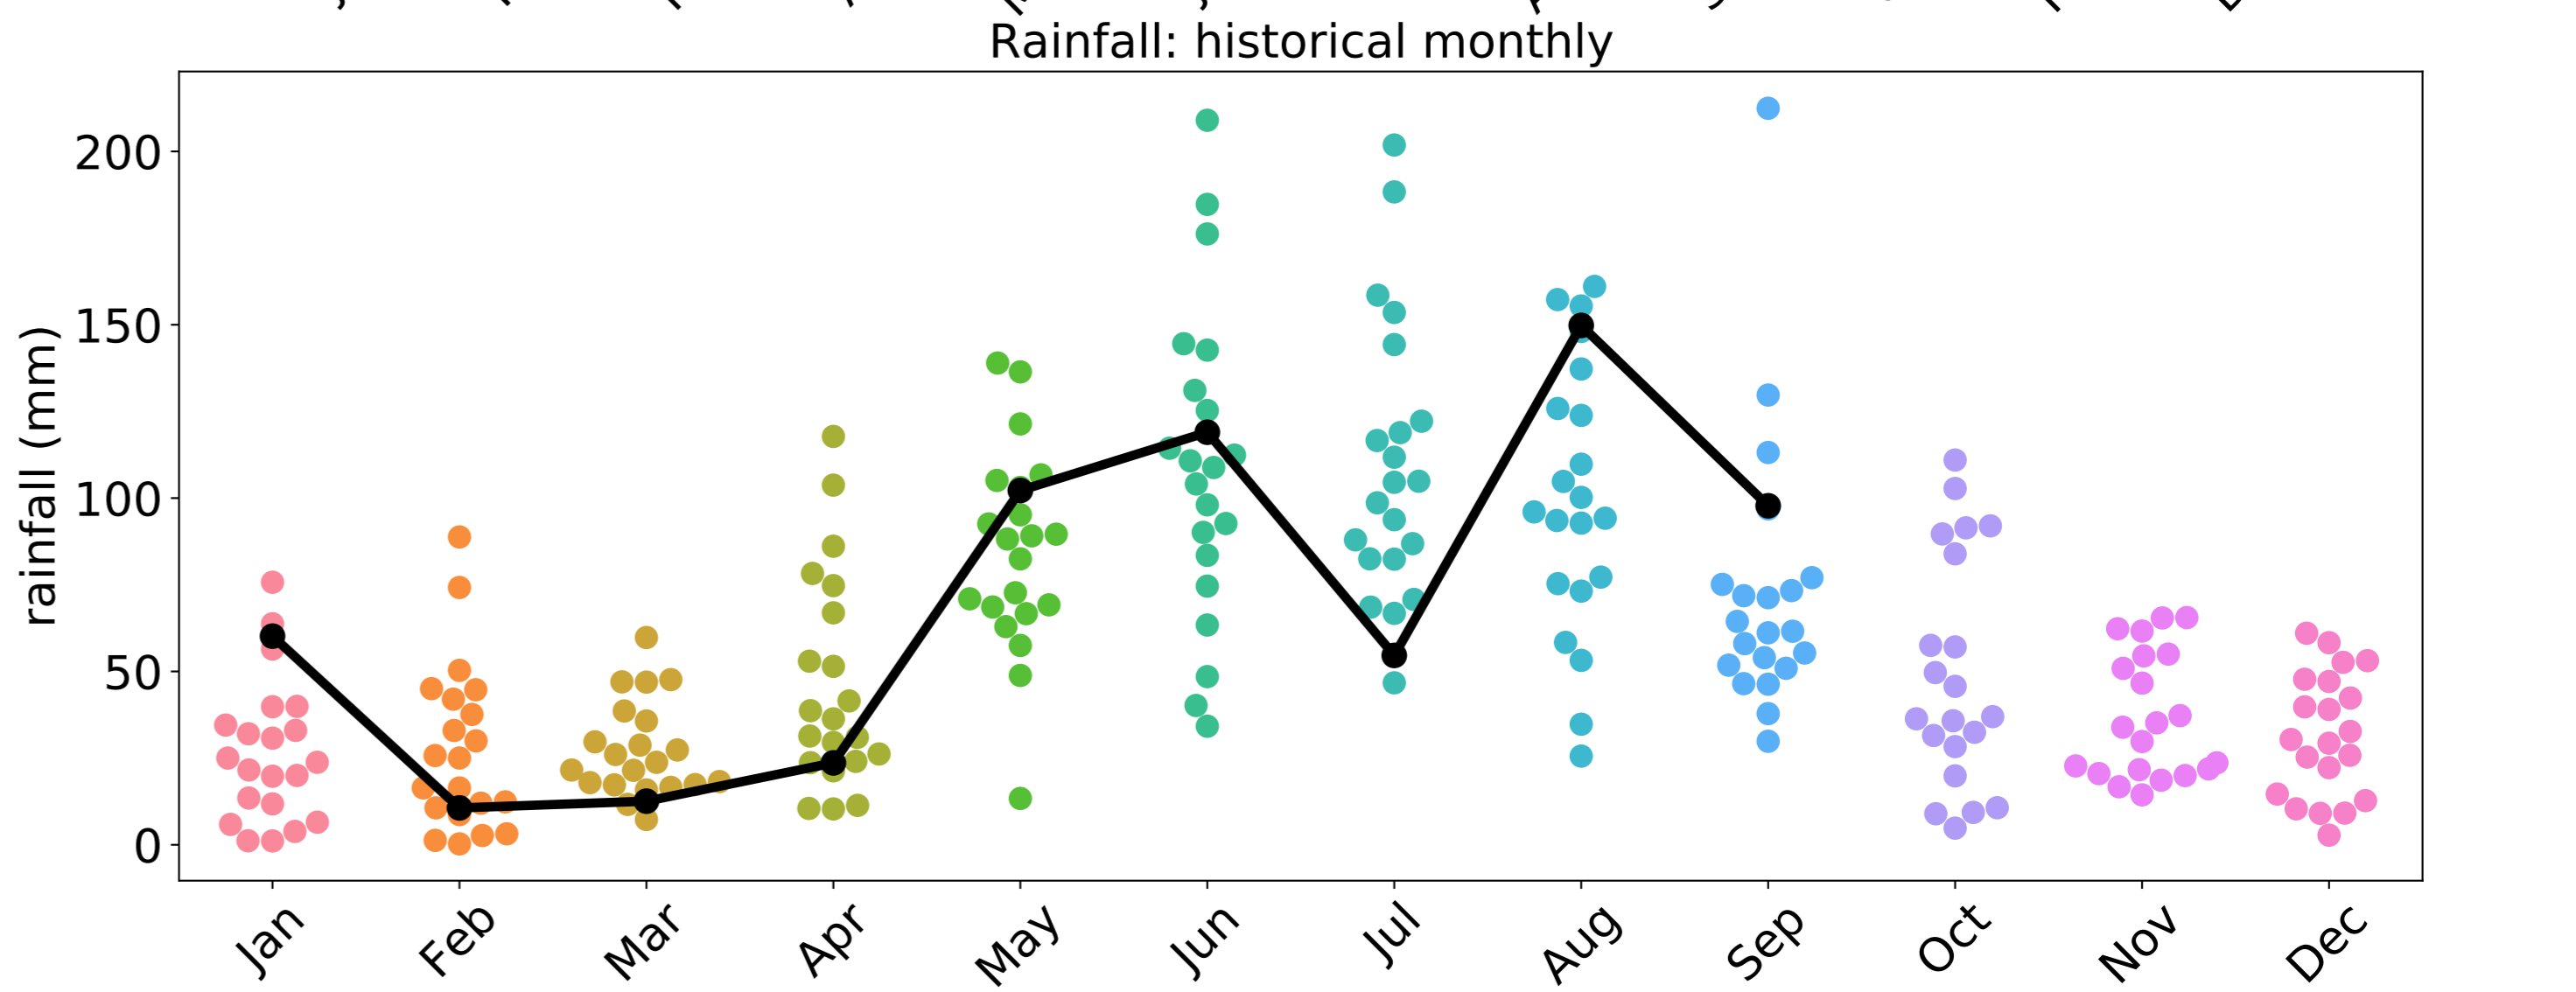 Rainfall: historical monthly
rainfall (mm)
200
150
100
50
0
Jan
Feb
Mar
Apr
May
Jun
Jul
Aug
Sep
Oct
Nov
Dec